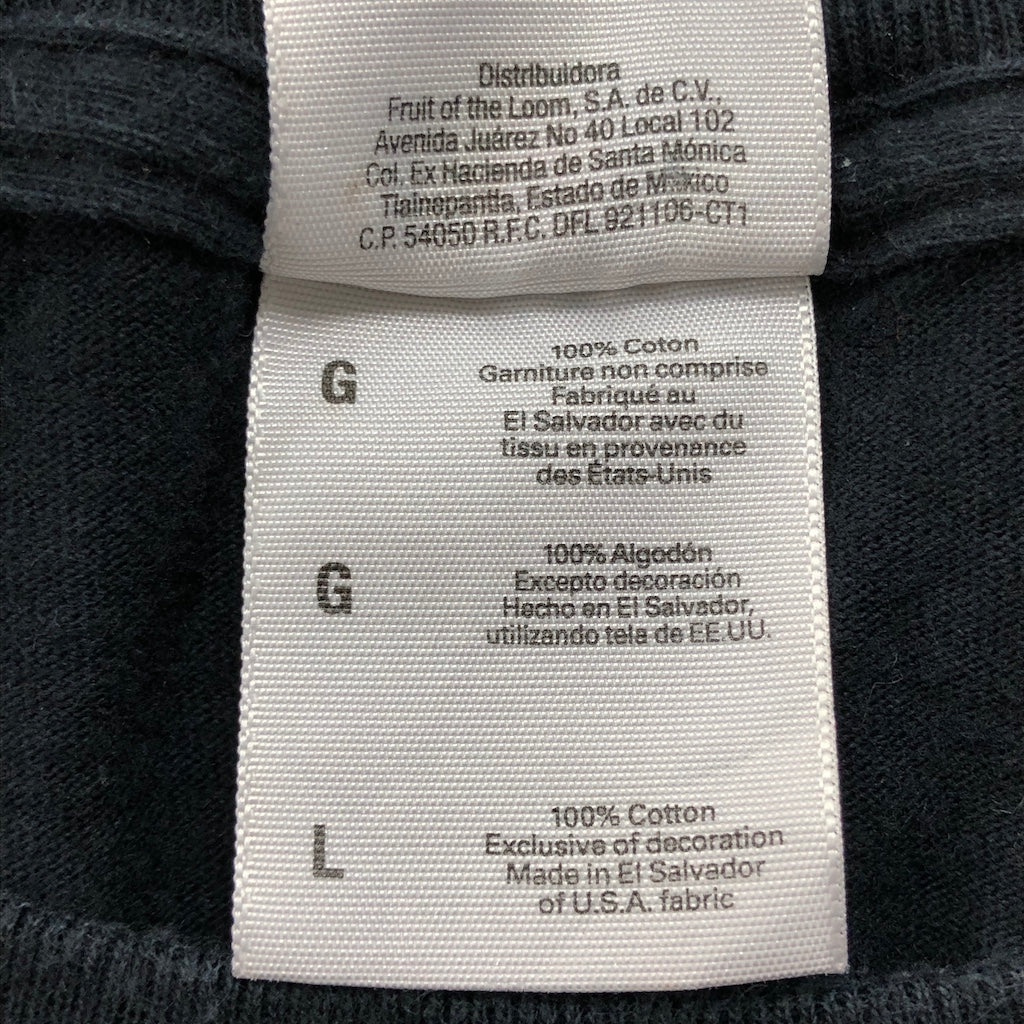 Distribuidora
Fruit of the Loom, S.A. de C.V.,
Avenida Juárez No 40 Local 102
Col. Ex Hacienda de Santa Mónica
Tlalnepantla, Estado de México
C.P. 54050 R.F.C. DFL 921106-CT1
G
100% Coton
Garniture non comprise
Fabriqué au
El Salvador avec du
tissu en provenance
des États-Unis
G
100% Algodón
Excepto decoración
Hecho en El Salvador,
utilizando tela de EE.UU.
L
100% Cotton
Exclusive of decoration
Made in El Salvador
of U.S.A. fabric